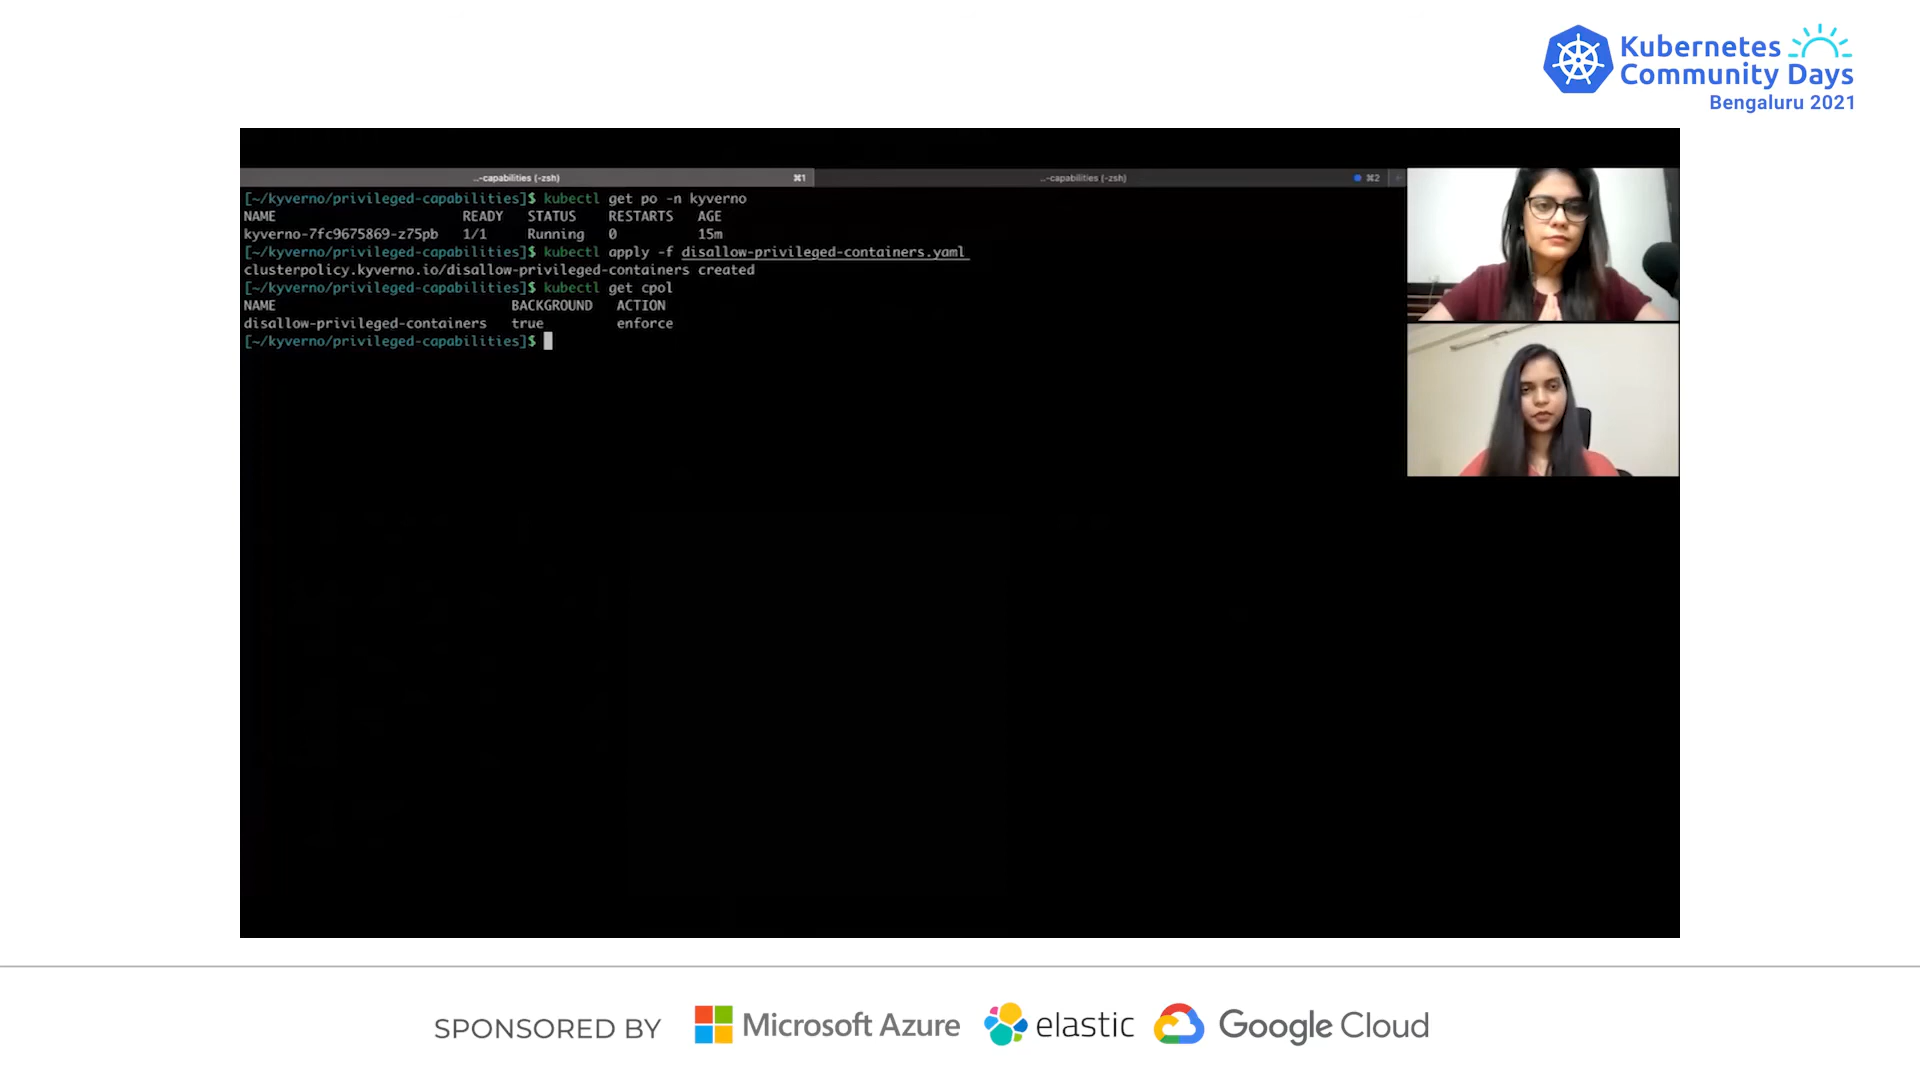 Kubernetes
Community Days
Bengaluru 2021
..-capabilities (-zsh) ⌘1 ..-capabilities (-zsh) ⌘2
[~/kyverno/privileged-capabilities]$ kubectl get po -n kyverno
NAME READY STATUS RESTARTS AGE
kyverno-7fc9675869-z75pb 1/1 Running 0 15m
[~/kyverno/privileged-capabilities]$ kubectl apply -f disallow-privileged-containers.yaml
clusterpolicy.kyverno.io/disallow-privileged-containers created
[~/kyverno/privileged-capabilities]$ kubectl get cpol
NAME BACKGROUND ACTION
disallow-privileged-containers true enforce
[~/kyverno/privileged-capabilities]$
SPONSORED BY Microsoft Azure elastic Google Cloud